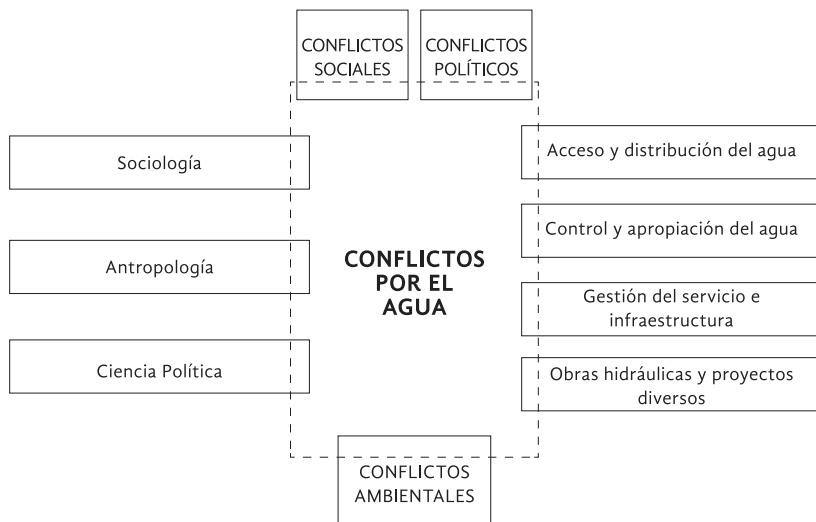 CONFLICTOS
SOCIALES
CONFLICTOS
POLÍTICOS
Sociología
Antropología
Ciencia Política
CONFLICTOS
POR EL
AGUA
Acceso y distribución del agua
Control y apropiación del agua
Gestión del servicio e
infraestructura
Obras hidráulicas y proyectos
diversos
CONFLICTOS
AMBIENTALES